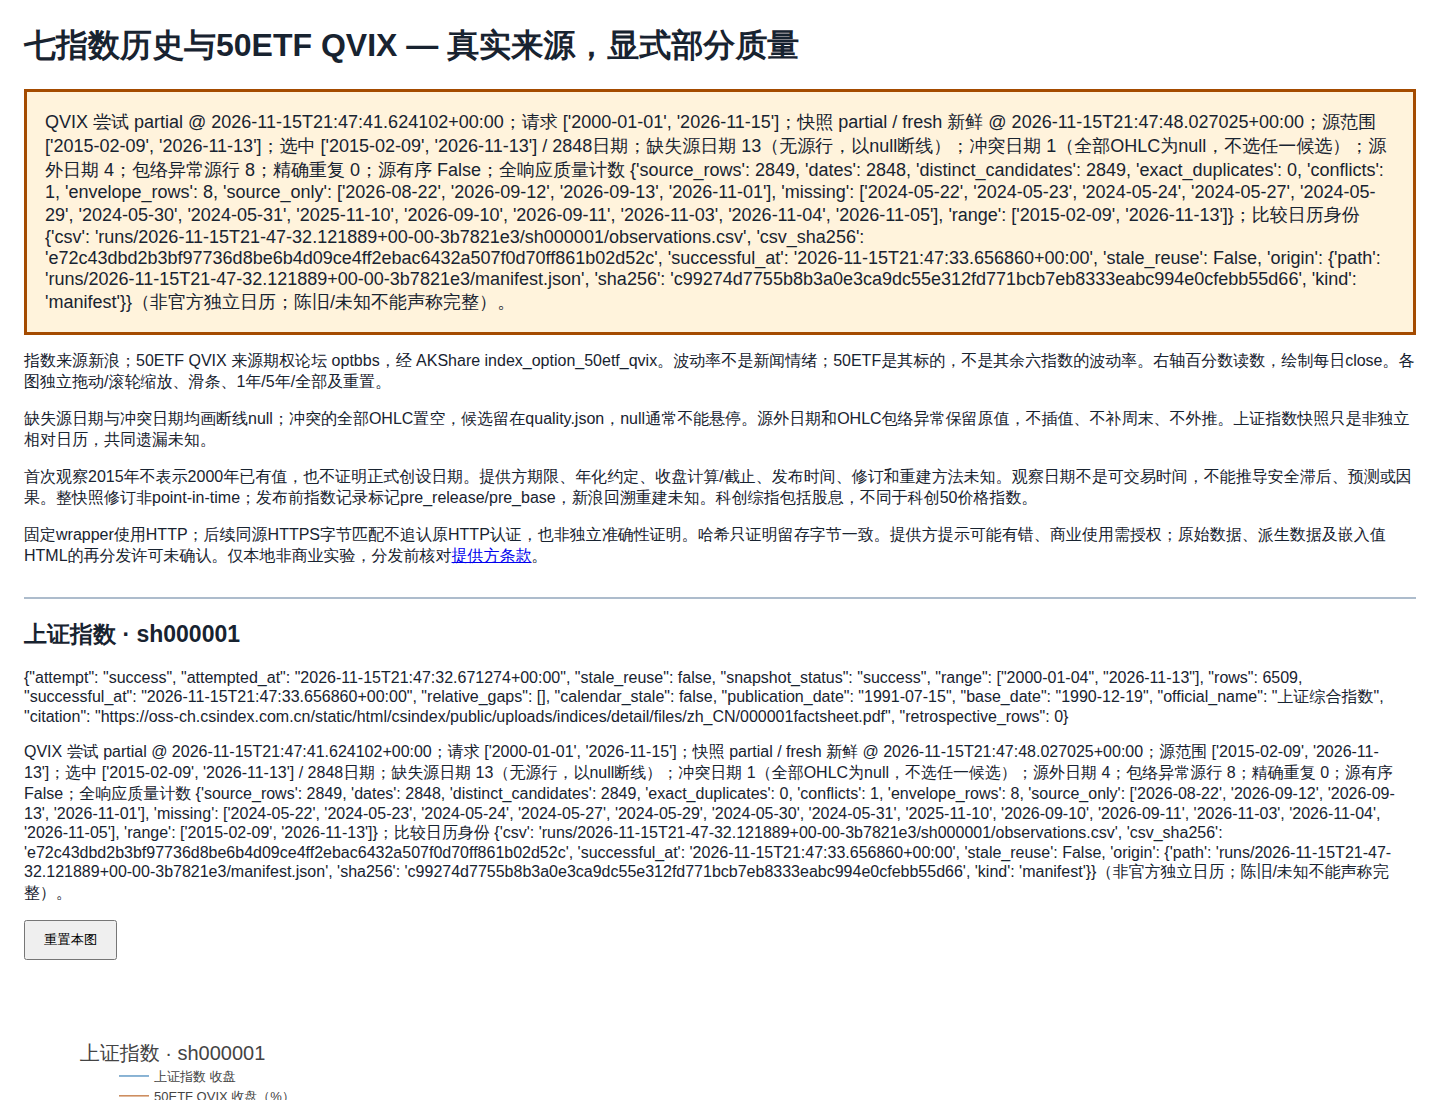 七指数历史与50ETF QVIX — 真实来源，显式部分质量
QVIX 尝试 partial @ 2026-11-15T21:47:41.624102+00:00；请求 ['2000-01-01', '2026-11-15']；快照 partial / fresh 新鲜 @ 2026-11-15T21:47:48.027025+00:00；源范围
['2015-02-09', '2026-11-13']；选中 ['2015-02-09', '2026-11-13'] / 2848日期；缺失源日期 13（无源行，以null断线）；冲突日期 1（全部OHLC为null，不选任一候选）；源
外日期 4；包络异常源行 8；精确重复 0；源有序 False；全响应质量计数 {'source_rows': 2849, 'dates': 2848, 'distinct_candidates': 2849, 'exact_duplicates': 0, 'conflicts':
1, 'envelope_rows': 8, 'source_only': ['2026-08-22', '2026-09-12', '2026-09-13', '2026-11-01'], 'missing': ['2024-05-22', '2024-05-23', '2024-05-24', '2024-05-27', '2024-05-
29', '2024-05-30', '2024-05-31', '2025-11-10', '2026-09-10', '2026-09-11', '2026-11-03', '2026-11-04', '2026-11-05'], 'range': ['2015-02-09', '2026-11-13']}；比较日历身份
{'csv': 'runs/2026-11-15T21-47-32.121889+00-00-3b7821e3/sh000001/observations.csv', 'csv_sha256':
'e72c43dbd2b3bf97736d8be6b4d09ce4ff2ebac6432a507f0d70ff861b02d52c', 'successful_at': '2026-11-15T21:47:33.656860+00:00', 'stale_reuse': False, 'origin': {'path':
'runs/2026-11-15T21-47-32.121889+00-00-3b7821e3/manifest.json', 'sha256': 'c99274d7755b8b3a0e3ca9dc55e312fd771bcb7eb8333eabc994e0cfebb55d66', 'kind':
'manifest'}}（非官方独立日历；陈旧/未知不能声称完整）。
指数来源新浪；50ETF QVIX 来源期权论坛 optbbs，经 AKShare index_option_50etf_qvix。波动率不是新闻情绪；50ETF是其标的，不是其余六指数的波动率。右轴百分数读数，绘制每日close。各
图独立拖动/滚轮缩放、滑条、1年/5年/全部及重置。
缺失源日期与冲突日期均画断线null；冲突的全部OHLC置空，候选留在quality.json，null通常不能悬停。源外日期和OHLC包络异常保留原值，不插值、不补周末、不外推。上证指数快照只是非独立
相对日历，共同遗漏未知。
首次观察2015年不表示2000年已有值，也不证明正式创设日期。提供方期限、年化约定、收盘计算/截止、发布时间、修订和重建方法未知。观察日期不是可交易时间，不能推导安全滞后、预测或因
果。整快照修订非point-in-time；发布前指数记录标记pre_release/pre_base，新浪回溯重建未知。科创综指包括股息，不同于科创50价格指数。
固定wrapper使用HTTP；后续同源HTTPS字节匹配不追认原HTTP认证，也非独立准确性证明。哈希只证明留存字节一致。提供方提示可能有错、商业使用需授权；原始数据、派生数据及嵌入值
HTML的再分发许可未确认。仅本地非商业实验，分发前核对提供方条款。
上证指数 · sh000001
{"attempt": "success", "attempted_at": "2026-11-15T21:47:32.671274+00:00", "stale_reuse": false, "snapshot_status": "success", "range": ["2000-01-04", "2026-11-13"], "rows": 6509,
"successful_at": "2026-11-15T21:47:33.656860+00:00", "relative_gaps": [], "calendar_stale": false, "publication_date": "1991-07-15", "base_date": "1990-12-19", "official_name": "上证综合指数",
"citation": "https://oss-ch.csindex.com.cn/static/html/csindex/public/uploads/indices/detail/files/zh_CN/000001factsheet.pdf", "retrospective_rows": 0}
QVIX 尝试 partial @ 2026-11-15T21:47:41.624102+00:00；请求 ['2000-01-01', '2026-11-15']；快照 partial / fresh 新鲜 @ 2026-11-15T21:47:48.027025+00:00；源范围 ['2015-02-09', '2026-11-
13']；选中 ['2015-02-09', '2026-11-13'] / 2848日期；缺失源日期 13（无源行，以null断线）；冲突日期 1（全部OHLC为null，不选任一候选）；源外日期 4；包络异常源行 8；精确重复 0；源有序
False；全响应质量计数 {'source_rows': 2849, 'dates': 2848, 'distinct_candidates': 2849, 'exact_duplicates': 0, 'conflicts': 1, 'envelope_rows': 8, 'source_only': ['2026-08-22', '2026-09-12', '2026-09-
13', '2026-11-01'], 'missing': ['2024-05-22', '2024-05-23', '2024-05-24', '2024-05-27', '2024-05-29', '2024-05-30', '2024-05-31', '2025-11-10', '2026-09-10', '2026-09-11', '2026-11-03', '2026-11-04',
'2026-11-05'], 'range': ['2015-02-09', '2026-11-13']}；比较日历身份 {'csv': 'runs/2026-11-15T21-47-32.121889+00-00-3b7821e3/sh000001/observations.csv', 'csv_sha256':
'e72c43dbd2b3bf97736d8be6b4d09ce4ff2ebac6432a507f0d70ff861b02d52c', 'successful_at': '2026-11-15T21:47:33.656860+00:00', 'stale_reuse': False, 'origin': {'path': 'runs/2026-11-15T21-47-
32.121889+00-00-3b7821e3/manifest.json', 'sha256': 'c99274d7755b8b3a0e3ca9dc55e312fd771bcb7eb8333eabc994e0cfebb55d66', 'kind': 'manifest'}}（非官方独立日历；陈旧/未知不能声称完
整）。
重置本图
上证指数 · sh000001
上证指数 收盘
50ETF QVIX 收盘（%）